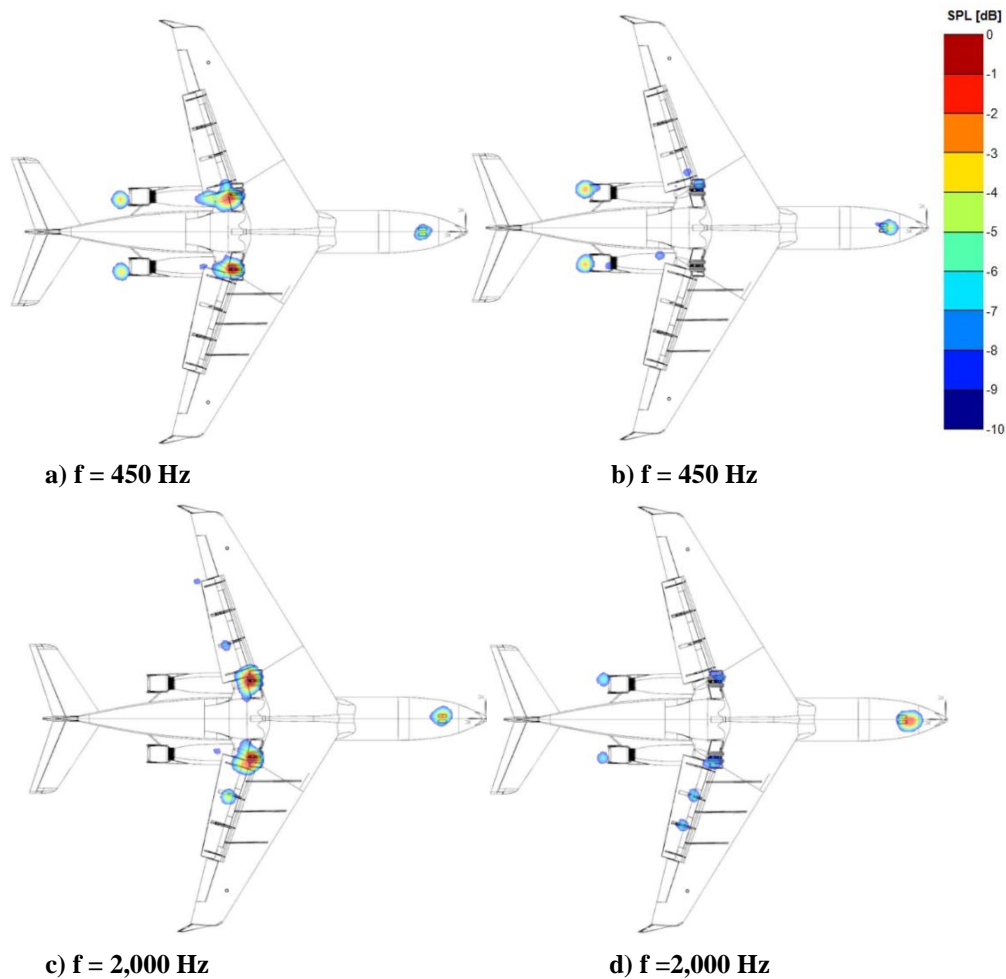 SPL [dB]
0
-1
-2
-3
-4
-5
-6
-7
-8
-9
-10
a) f = 450 Hz
b) f = 450 Hz
c) f = 2,000 Hz
d) f =2,000 Hz